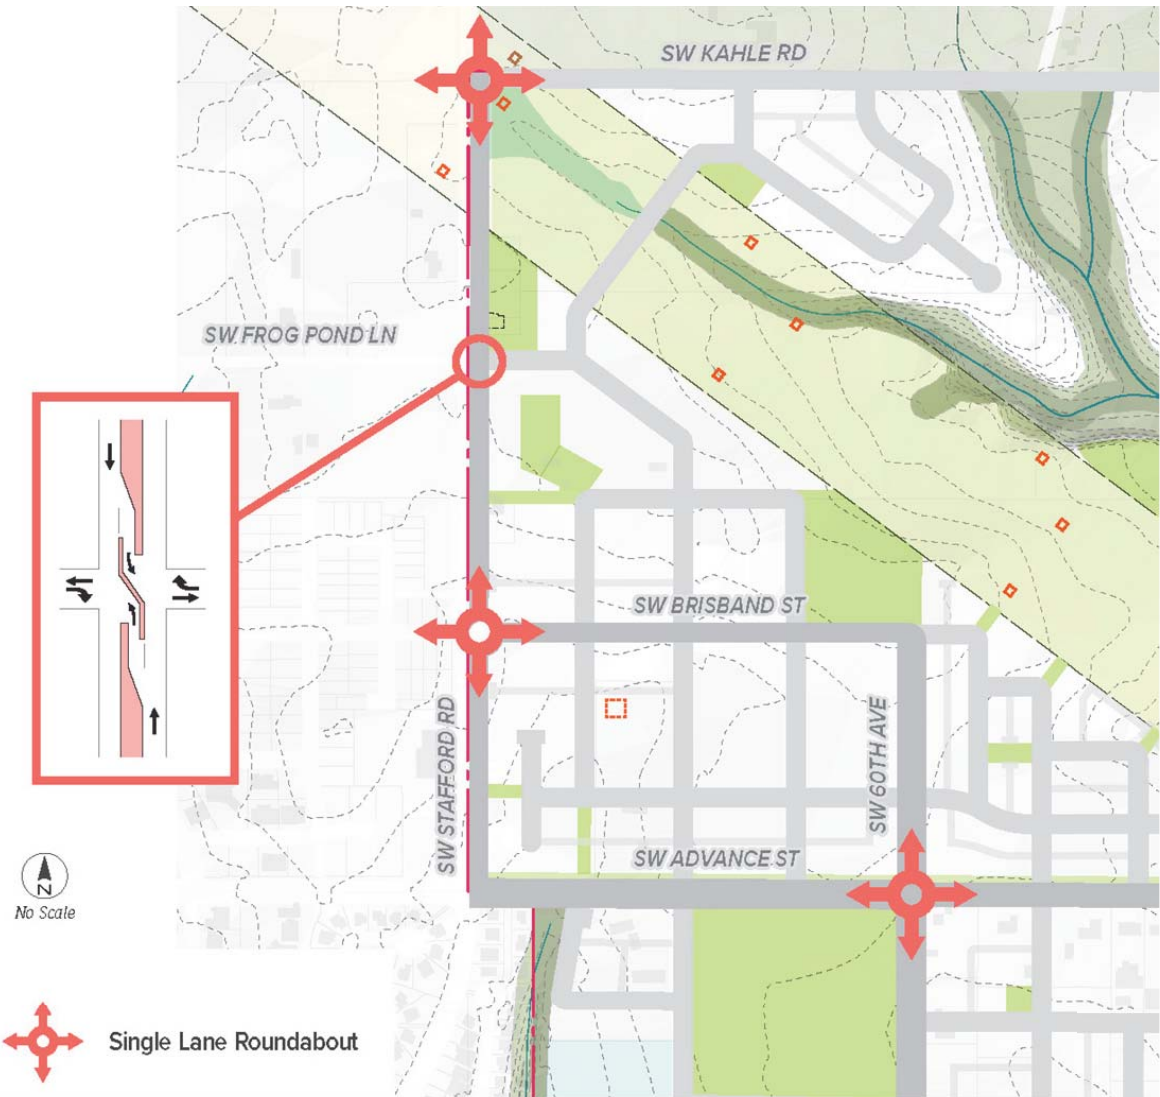 SW KAHLE RD
SW FROG POND LN
SW BRISBAND ST
SW STAFFORD RD
SW 60TH AVE
SW ADVANCE ST
N
No Scale
Single Lane Roundabout